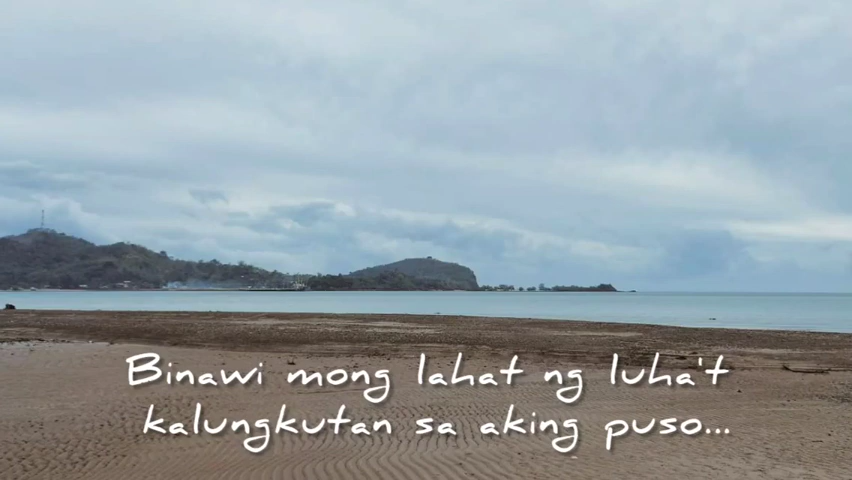 Binawi mong lahat ng luha't
kalungkutan sa aking puso...